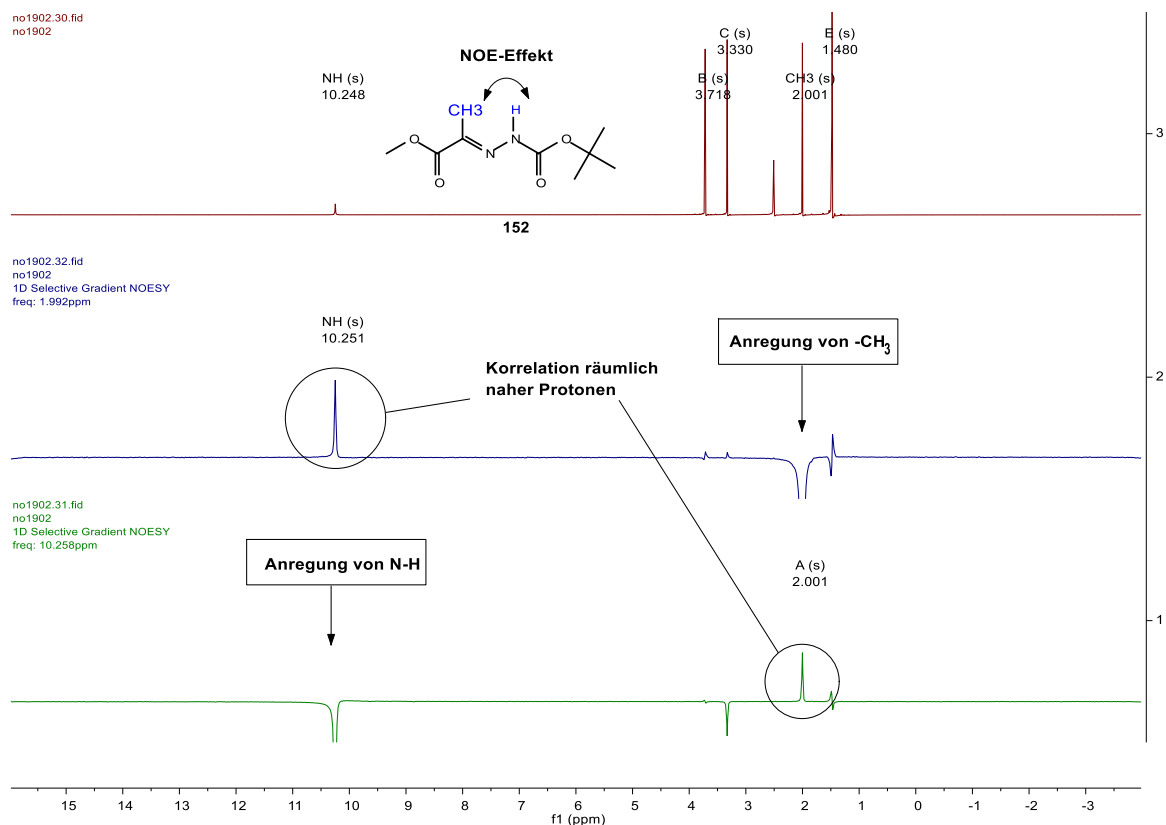 no1902.30.fid
no1902
C (s)
3.330
E (s)
1.480
NOE-Effekt
NH (s)
10.248
B (s)
3.718
CH3 (s)
2.001
CH3
H
O
O
N
N
O
O
3
152
no1902.32.fid
no1902
1D Selective Gradient NOESY
freq: 1.992ppm
NH (s)
10.251
Anregung von -CH3
Korrelation räumlich
naher Protonen
2
no1902.31.fid
no1902
1D Selective Gradient NOESY
freq: 10.258ppm
Anregung von N-H
A (s)
2.001
1
15 14 13 12 11 10 9 8 7 6 5 4 3 2 1 0 -1 -2 -3
f1 (ppm)